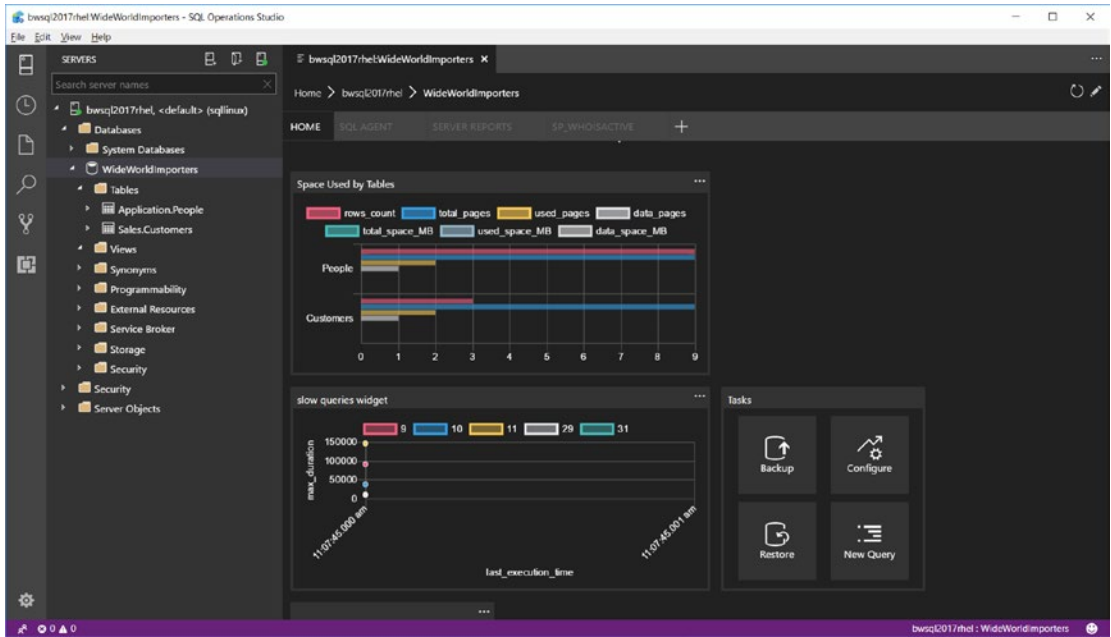 bwsql2017rhel:WideWorldImporters - SQL Operations Studio
File Edit View Help
SERVERS
Search server names
bwsql2017rhel, <default> (sqllinux)
Databases
System Databases
WideWorldImporters
Tables
Application.People
Sales.Customers
Views
Synonyms
Programmability
External Resources
Service Broker
Storage
Security
Security
Server Objects
bwsql2017rhel:WideWorldImporters
Home > bwsql2017rhel > WideWorldImporters
HOME SQL AGENT SERVER REPORTS SP_WHOISACTIVE +
Space Used by Tables ...
rows_count total_pages used_pages data_pages
total_space_MB used_space_MB data_space_MB
People
Customers
0 1 2 3 4 5 6 7 8 9
slow queries widget ...
9 10 11 29 31
max_duration
150000
100000
50000
0
11:07:45.000 am 11:07:45.001 am
last_execution_time
Tasks
Backup Configure
Restore New Query
0 0
bwsql2017rhel : WideWorldImporters